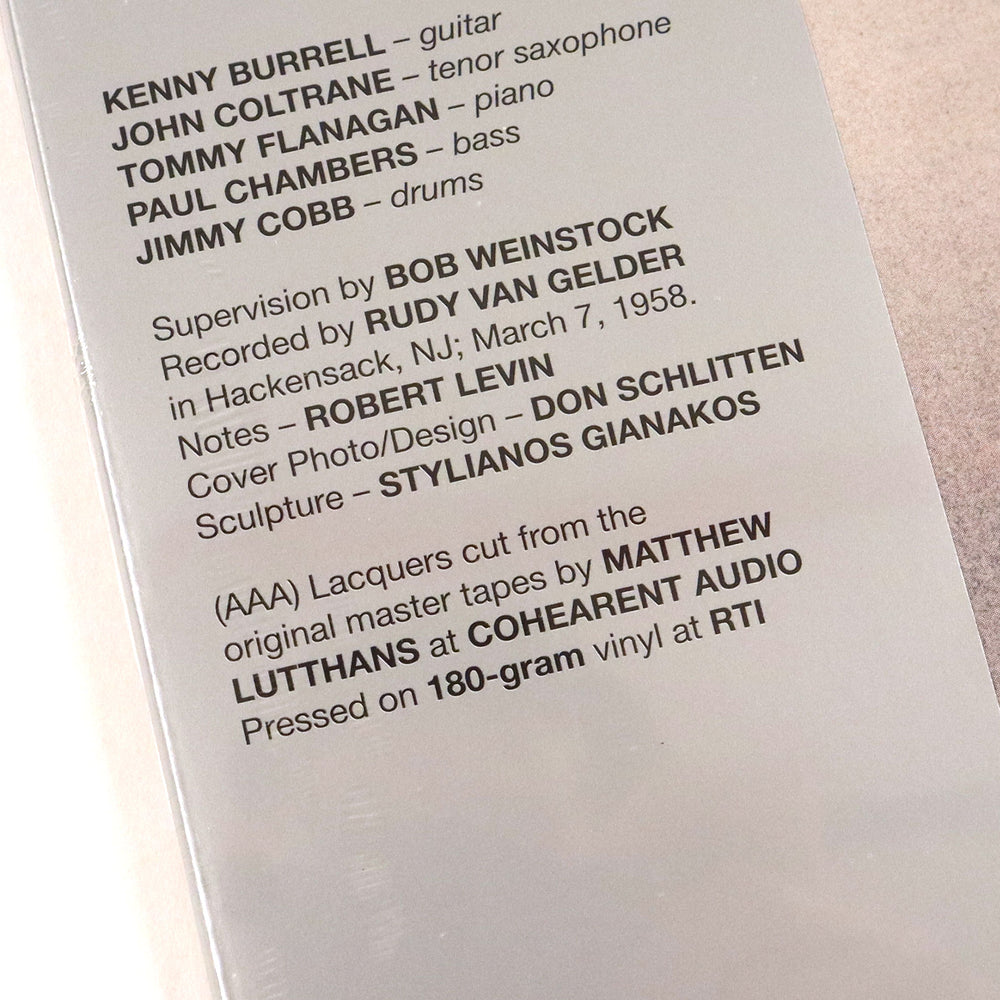 KENNY BURRELL – guitar
JOHN COLTRANE – tenor saxophone
TOMMY FLANAGAN – piano
PAUL CHAMBERS – bass
JIMMY COBB – drums
Supervision by BOB WEINSTOCK
Recorded by RUDY VAN GELDER
in Hackensack, NJ; March 7, 1958.
Notes – ROBERT LEVIN
Cover Photo/Design – DON SCHLITTEN
Sculpture – STYLIANOS GIANAKOS
(AAA) Lacquers cut from the
original master tapes by MATTHEW
LUTTHANS at COHEARENT AUDIO
Pressed on 180-gram vinyl at RTI